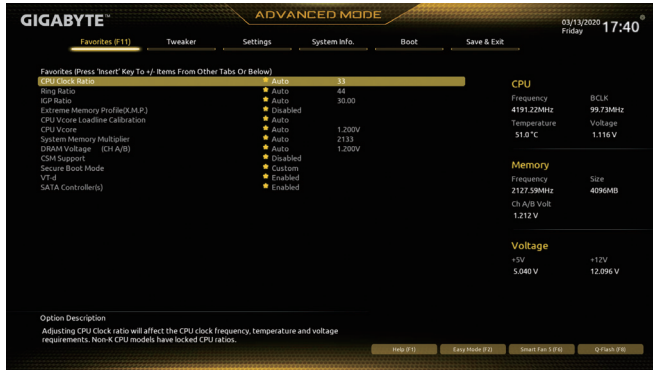 GIGABYTE™
ADVANCED MODE
03/13/2020
Friday
17:40
Favorites (F11) Tweaker Settings System Info. Boot Save & Exit
Favorites (Press 'Insert' Key To +/- Items From Other Tabs Or Below)
CPU Clock Ratio Auto 33
Ring Ratio Auto 44
IGP Ratio Auto 30.00
Extreme Memory Profile(X.M.P.) Disabled
CPU Vcore Loadline Calibration Auto
CPU Vcore Auto 1.200V
System Memory Multiplier Auto 2133
DRAM Voltage (CH A/B) Auto 1.200V
CSM Support Disabled
Secure Boot Mode Custom
VT-d Enabled
SATA Controller(s) Enabled
CPU
Frequency BCLK
4191.22MHz 99.73MHz
Temperature Voltage
51.0 °C 1.116 V
Memory
Frequency Size
2127.59MHz 4096MB
Ch A/B Volt
1.212 V
Voltage
+5V +12V
5.040 V 12.096 V
Option Description
Adjusting CPU Clock ratio will affect the CPU clock frequency, temperature and voltage
requirements. Non-K CPU models have locked CPU ratios.
Help (F1) Easy Mode (F2) Smart Fan 5 (F6) Q-Flash (F8)